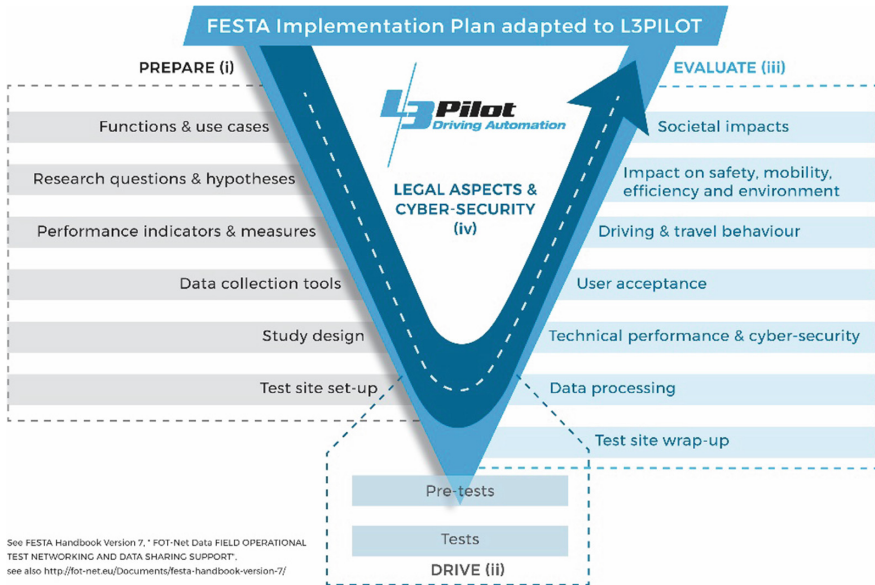 FESTA Implementation Plan adapted to L3PILOT
PREPARE (i)
Functions & use cases
Research questions & hypotheses
Performance indicators & measures
Data collection tools
Study design
Test site set-up
L3Pilot
Driving Automation
LEGAL ASPECTS &
CYBER-SECURITY
(iv)
EVALUATE (iii)
Societal impacts
Impact on safety, mobility,
efficiency and environment
Driving & travel behaviour
User acceptance
Technical performance & cyber-security
Data processing
Test site wrap-up
Pre-tests
Tests
DRIVE (ii)
See FESTA Handbook Version 7, " FOT-Net Data FIELD OPERATIONAL
TEST NETWORKING AND DATA SHARING SUPPORT",
see also http://fot-net.eu/Documents/festa-handbook-version-7/